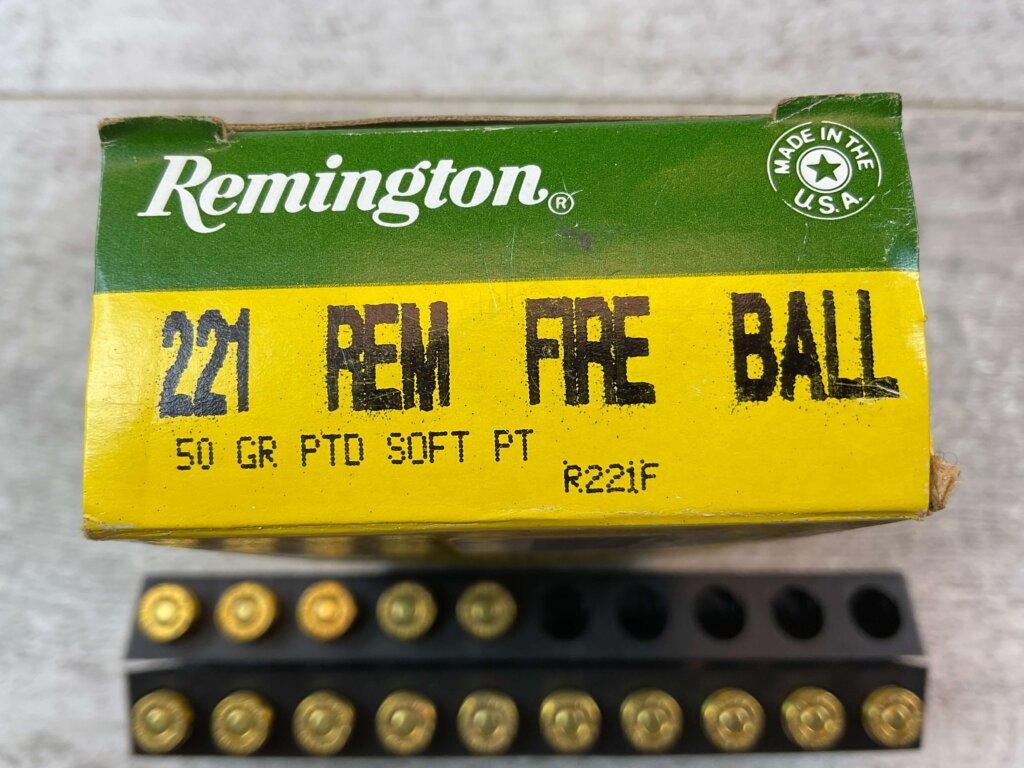 Remington®
MADE IN THE
U.S.A.
221 REM FIRE BALL
50 GR PTD SOFT PT
R221F